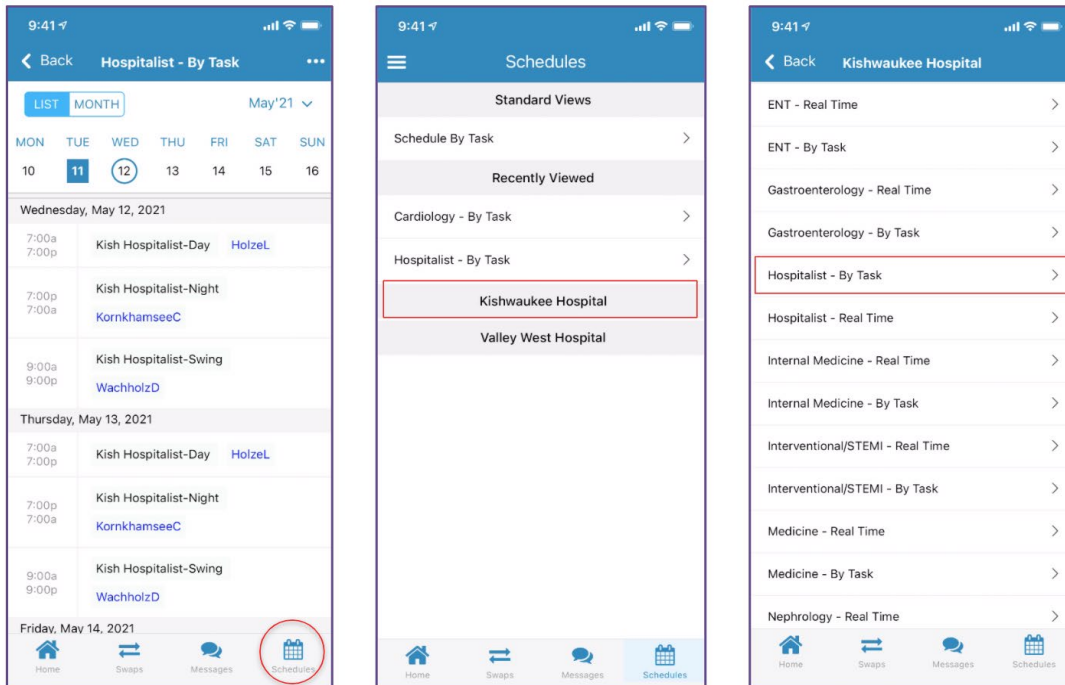 9:41
Back Hospitalist - By Task •••
LIST MONTH May'21
MON TUE WED THU FRI SAT SUN
10 11 12 13 14 15 16
Wednesday, May 12, 2021
7:00a
7:00p
Kish Hospitalist-Day HolzeL
7:00p
7:00a
Kish Hospitalist-Night
KornkhamseeC
9:00a
9:00p
Kish Hospitalist-Swing
WachholzD
Thursday, May 13, 2021
7:00a
7:00p
Kish Hospitalist-Day HolzeL
7:00p
7:00a
Kish Hospitalist-Night
KornkhamseeC
9:00a
9:00p
Kish Hospitalist-Swing
WachholzD
Friday, May 14, 2021
Home Swaps Messages Schedules
9:41
Schedules
Standard Views
Schedule By Task
Recently Viewed
Cardiology - By Task
Hospitalist - By Task
Kishwaukee Hospital
Valley West Hospital
Home Swaps Messages Schedules
9:41
Back Kishwaukee Hospital
ENT - Real Time
ENT - By Task
Gastroenterology - Real Time
Gastroenterology - By Task
Hospitalist - By Task
Hospitalist - Real Time
Internal Medicine - Real Time
Internal Medicine - By Task
Interventional/STEMI - Real Time
Interventional/STEMI - By Task
Medicine - Real Time
Medicine - By Task
Nephrology - Real Time
Home Swaps Messages Schedules